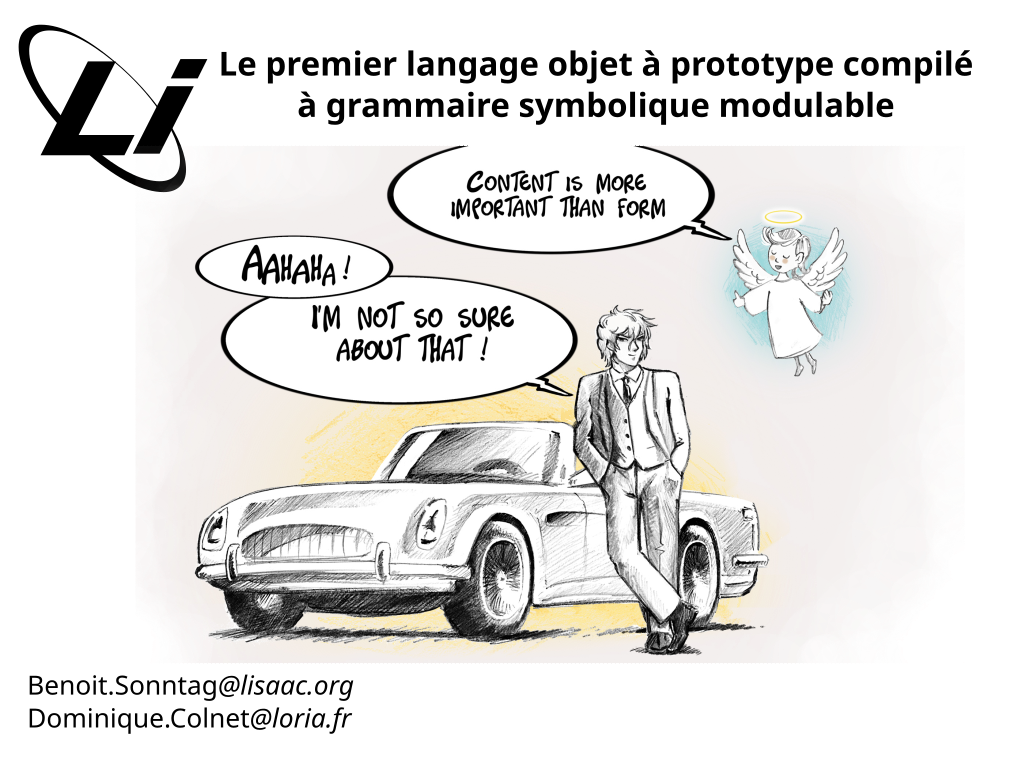 Li
Le premier langage objet à prototype compilé
à grammaire symbolique modulable
CONTENT IS MORE
IMPORTANT THAN FORM
AAHAHA !
I'M NOT SO SURE
ABOUT THAT !
Benoit.Sonntag@lisaac.org
Dominique.Colnet@loria.fr